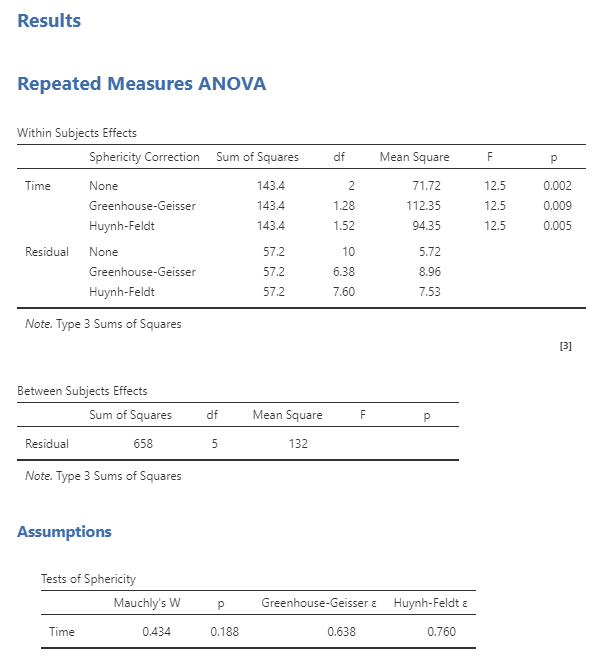 Results
Repeated Measures ANOVA
Within Subjects Effects
Sphericity Correction Sum of Squares df Mean Square F p
Time None 143.4 2 71.72 12.5 0.002
Greenhouse-Geisser 143.4 1.28 112.35 12.5 0.009
Huynh-Feldt 143.4 1.52 94.35 12.5 0.005
Residual None 57.2 10 5.72
Greenhouse-Geisser 57.2 6.38 8.96
Huynh-Feldt 57.2 7.60 7.53
Note. Type 3 Sums of Squares
[3]
Between Subjects Effects
Sum of Squares df Mean Square F p
Residual 658 5 132
Note. Type 3 Sums of Squares
Assumptions
Tests of Sphericity
Mauchly's W p Greenhouse-Geisser ε Huynh-Feldt ε
Time 0.434 0.188 0.638 0.760